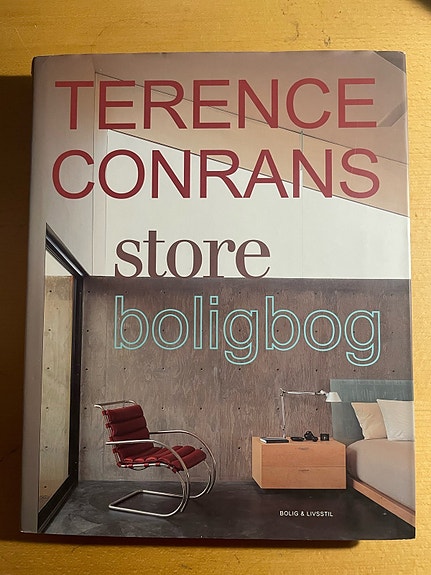 TERENCE
CONRANS
store
boligbog
BOLIG & LIVSSTIL